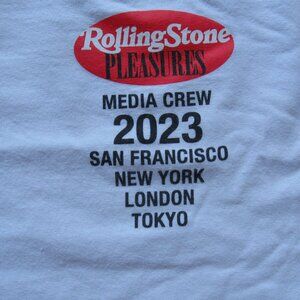 RollingStone
PLEASURES
MEDIA CREW
2023
SAN FRANCISCO
NEW YORK
LONDON
TOKYO